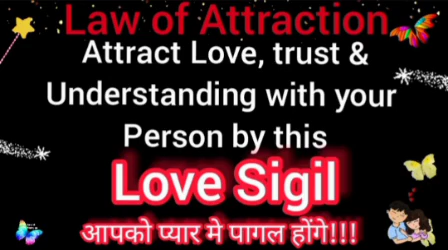 Law of Attraction
Attract Love, trust &
Understanding with your
Person by this
Love Sigil
आपको प्यार मे पागल होंगे!!!